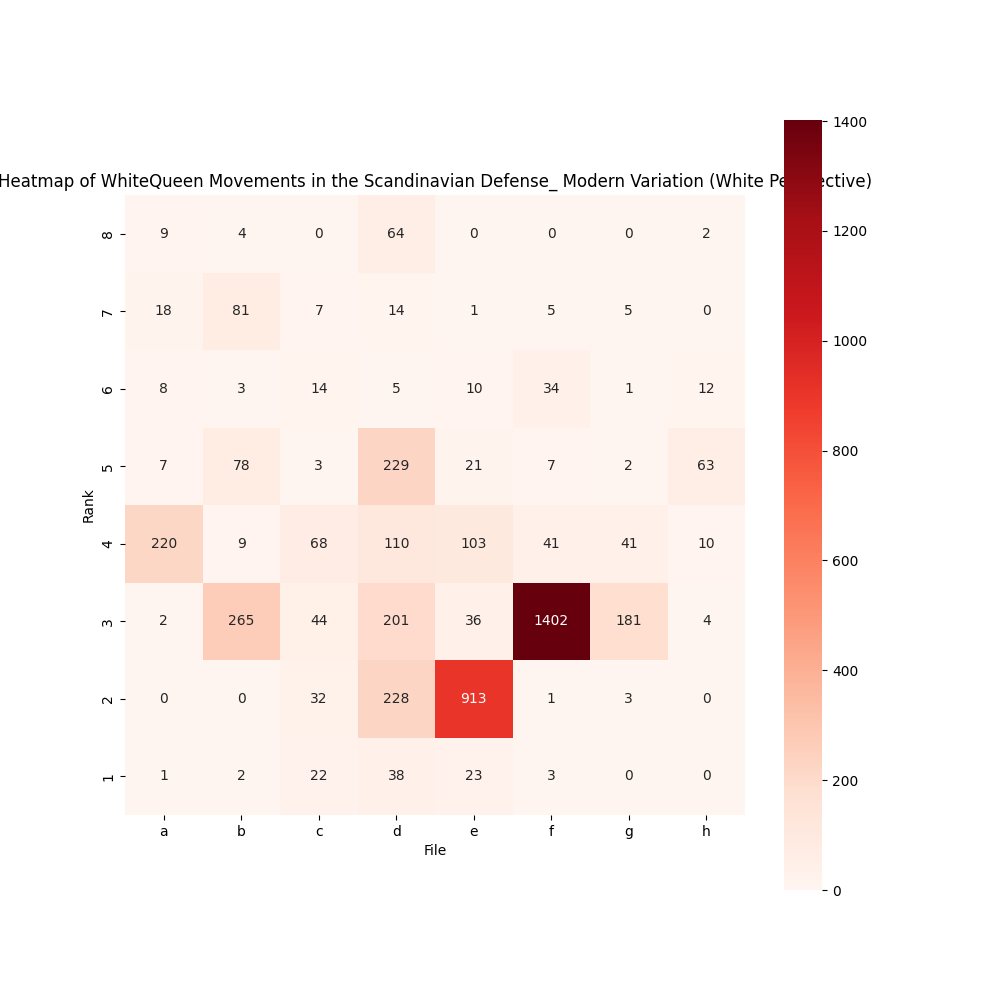 Heatmap of WhiteQueen Movements in the Scandinavian Defense_ Modern Variation (White Perspective)
8 9 4 0 64 0 0 0 2
7 18 81 7 14 1 5 5 0
6 8 3 14 5 10 34 1 12
5 7 78 3 229 21 7 2 63
Rank
4 220 9 68 110 103 41 41 10
3 2 265 44 201 36 1402 181 4
2 0 0 32 228 913 1 3 0
1 1 2 22 38 23 3 0 0
a b c d e f g h
File
1400
1200
1000
800
600
400
200
0